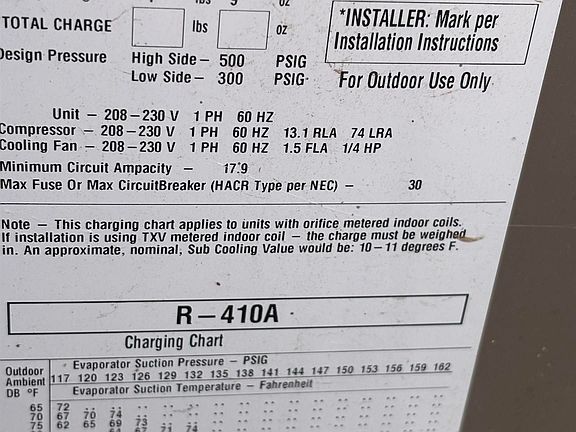 lbs oz
TOTAL CHARGE lbs oz
*INSTALLER: Mark per
Installation Instructions
Design Pressure High Side – 500 PSIG
Low Side – 300 PSIG
For Outdoor Use Only
Unit – 208–230 V 1 PH 60 HZ
Compressor – 208–230 V 1 PH 60 HZ 13.1 RLA 74 LRA
Cooling Fan – 208–230 V 1 PH 60 HZ 1.5 FLA 1/4 HP
Minimum Circuit Ampacity – 17.9
Max Fuse Or Max CircuitBreaker (HACR Type per NEC) – 30
Note – This charging chart applies to units with orifice metered indoor coils.
If installation is using TXV metered indoor coil – the charge must be weighed
in. An approximate, nominal, Sub Cooling Value would be: 10–11 degrees F.
R–410A
Charging Chart
Outdoor
Ambient
DB °F
Evaporator Suction Pressure – PSIG
117 120 123 126 129 132 135 138 141 144 147 150 153 156 159 162
Evaporator Suction Temperature – Fahrenheit
65 72 .. .. .. .. .. .. .. .. .. .. .. .. .. ..
70 67 70 74 .. .. .. .. .. .. .. .. .. .. ..
75 62 65 69 73 .. .. .. .. .. .. .. .. ..
71 74